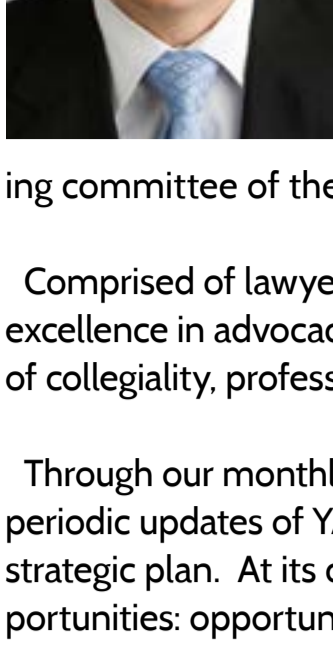 ing committee of the
Comprised of lawye
excellence in advocac
of collegiality, profess
Through our monthl
periodic updates of Y
strategic plan.  At its
portunities: opportun